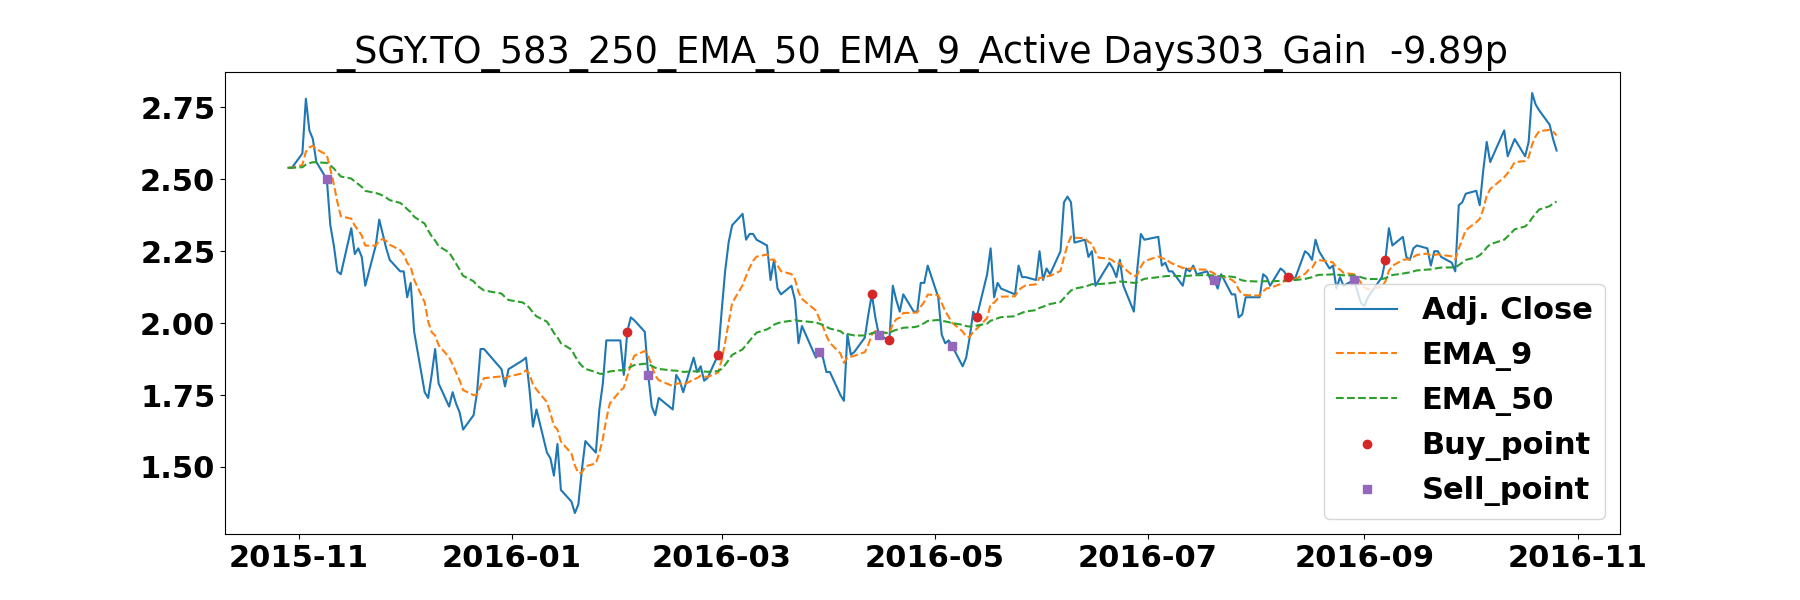 _SGY.TO_583_250_EMA_50_EMA_9_Active Days303_Gain  -9.89p
2.75
2.50
2.25
2.00
1.75
1.50
Adj. Close
EMA_9
EMA_50
Buy_point
Sell_point
2015-11 2016-01 2016-03 2016-05 2016-07 2016-09 2016-11